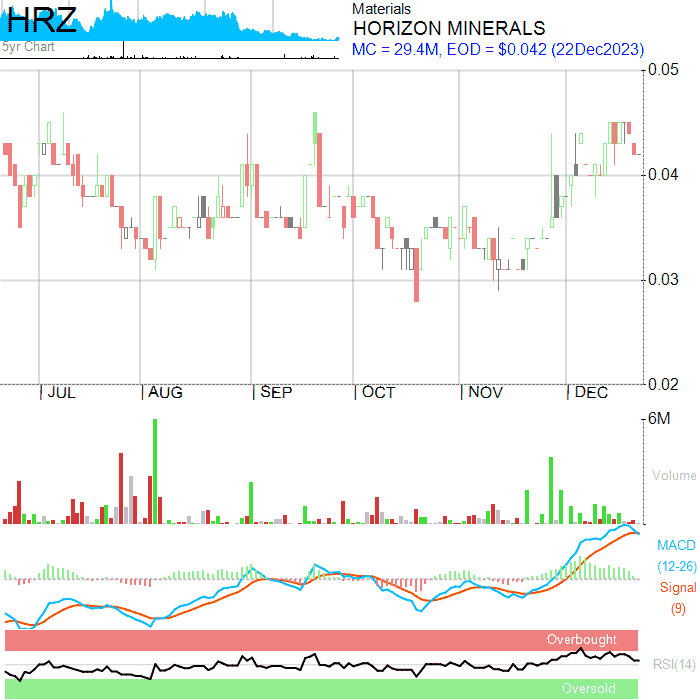 HRZ
5yr Chart
Materials
HORIZON MINERALS
MC = 29.4M, EOD = $0.042 (22Dec2023)
0.05
0.04
0.03
0.02
JUL AUG SEP OCT NOV DEC
6M
Volume
MACD
(12-26)
Signal
(9)
Overbought
RSI(14)
Oversold